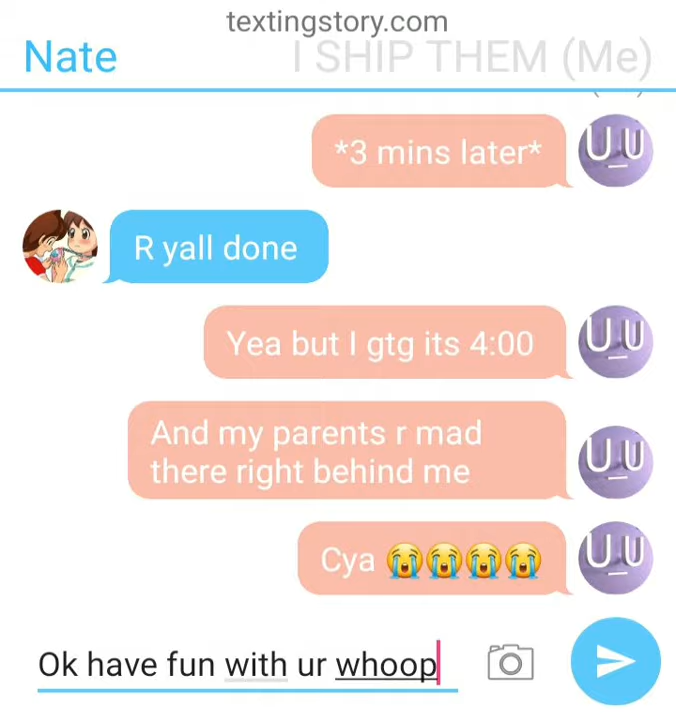 textingstory.com
Nate
I SHIP THEM (Me)
*3 mins later*
R yall done
Yea but I gtg its 4:00
And my parents r mad
there right behind me
Cya 😭😭😭😭
Ok have fun with ur whoop